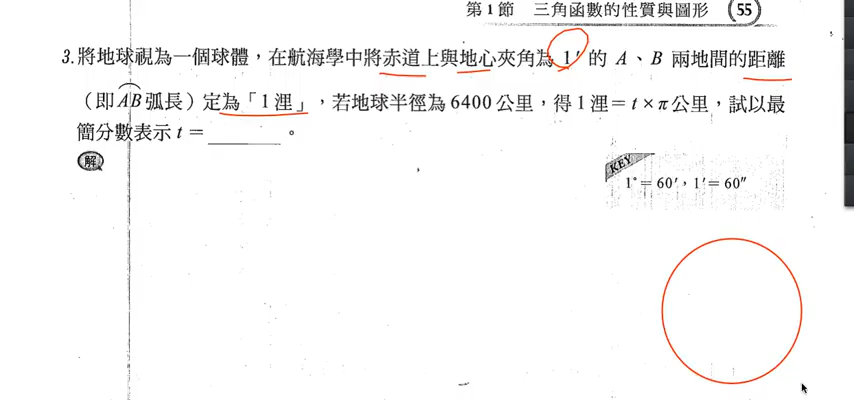 第1節 三角函數的性質與圖形 55
3.將地球視為一個球體，在航海學中將赤道上與地心夾角為 1′ 的 A、B 兩地間的距離
（即AB弧長）定為「1 浬」，若地球半徑為 6400 公里，得 1 浬＝t×π公里，試以最
簡分數表示 t＝______。
解
KEY
1°＝60′，1′＝60″